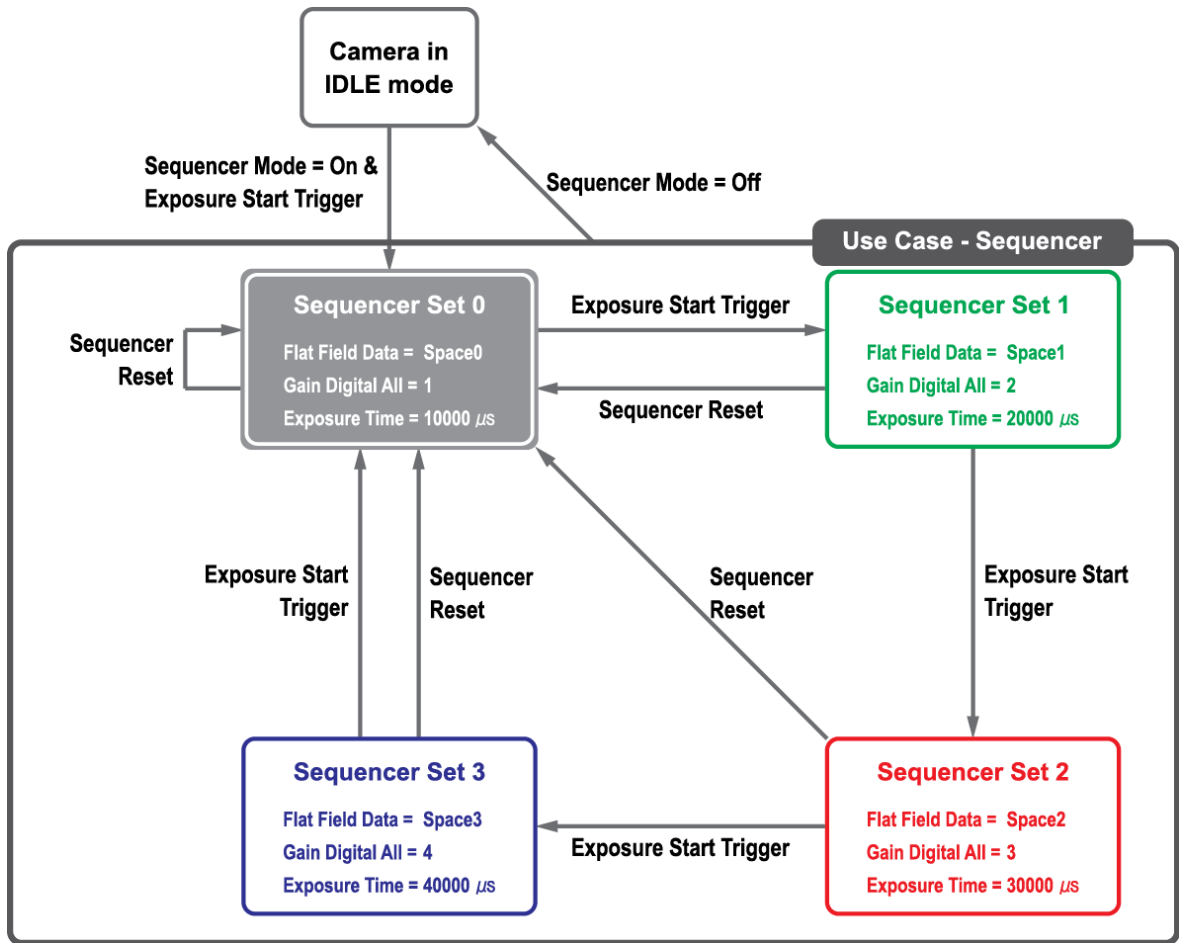 Camera in
IDLE mode
Sequencer Mode = On &
Exposure Start Trigger
Sequencer Mode = Off
Use Case - Sequencer
Sequencer Set 0
Flat Field Data = Space0
Gain Digital All = 1
Exposure Time = 10000 µs
Sequencer
Reset
Exposure Start Trigger
Sequencer Reset
Sequencer Set 1
Flat Field Data = Space1
Gain Digital All = 2
Exposure Time = 20000 µs
Exposure Start
Trigger
Sequencer
Reset
Sequencer
Reset
Exposure Start
Trigger
Sequencer Set 3
Flat Field Data = Space3
Gain Digital All = 4
Exposure Time = 40000 µs
Exposure Start Trigger
Sequencer Set 2
Flat Field Data = Space2
Gain Digital All = 3
Exposure Time = 30000 µs